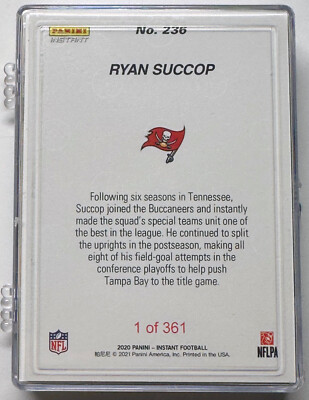 PANINI
INSTANT
No. 236
RYAN SUCCOP
Following six seasons in Tennessee,
Succop joined the Buccaneers and instantly
made the squad's special teams unit one
of the best in the league. He continued to split
the uprights in the postseason, making all
eight of his field-goal attempts in the
conference playoffs to help push
Tampa Bay to the title game.
1 of 361
NFL
NFLPA
2020 PANINI – INSTANT FOOTBALL
帕尼尼 © 2021 Panini America, Inc. Printed in the USA.